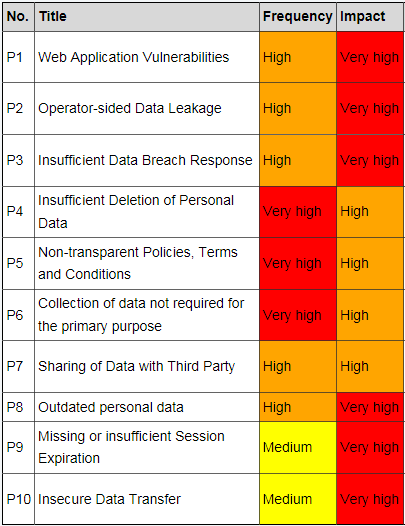 No. Title Frequency Impact
P1 Web Application Vulnerabilities High Very high
P2 Operator-sided Data Leakage High Very high
P3 Insufficient Data Breach Response High Very high
P4 Insufficient Deletion of Personal
Data Very high High
P5 Non-transparent Policies, Terms
and Conditions Very high High
P6 Collection of data not required for
the primary purpose Very high High
P7 Sharing of Data with Third Party High High
P8 Outdated personal data High Very high
P9 Missing or insufficient Session
Expiration Medium Very high
P10 Insecure Data Transfer Medium Very high